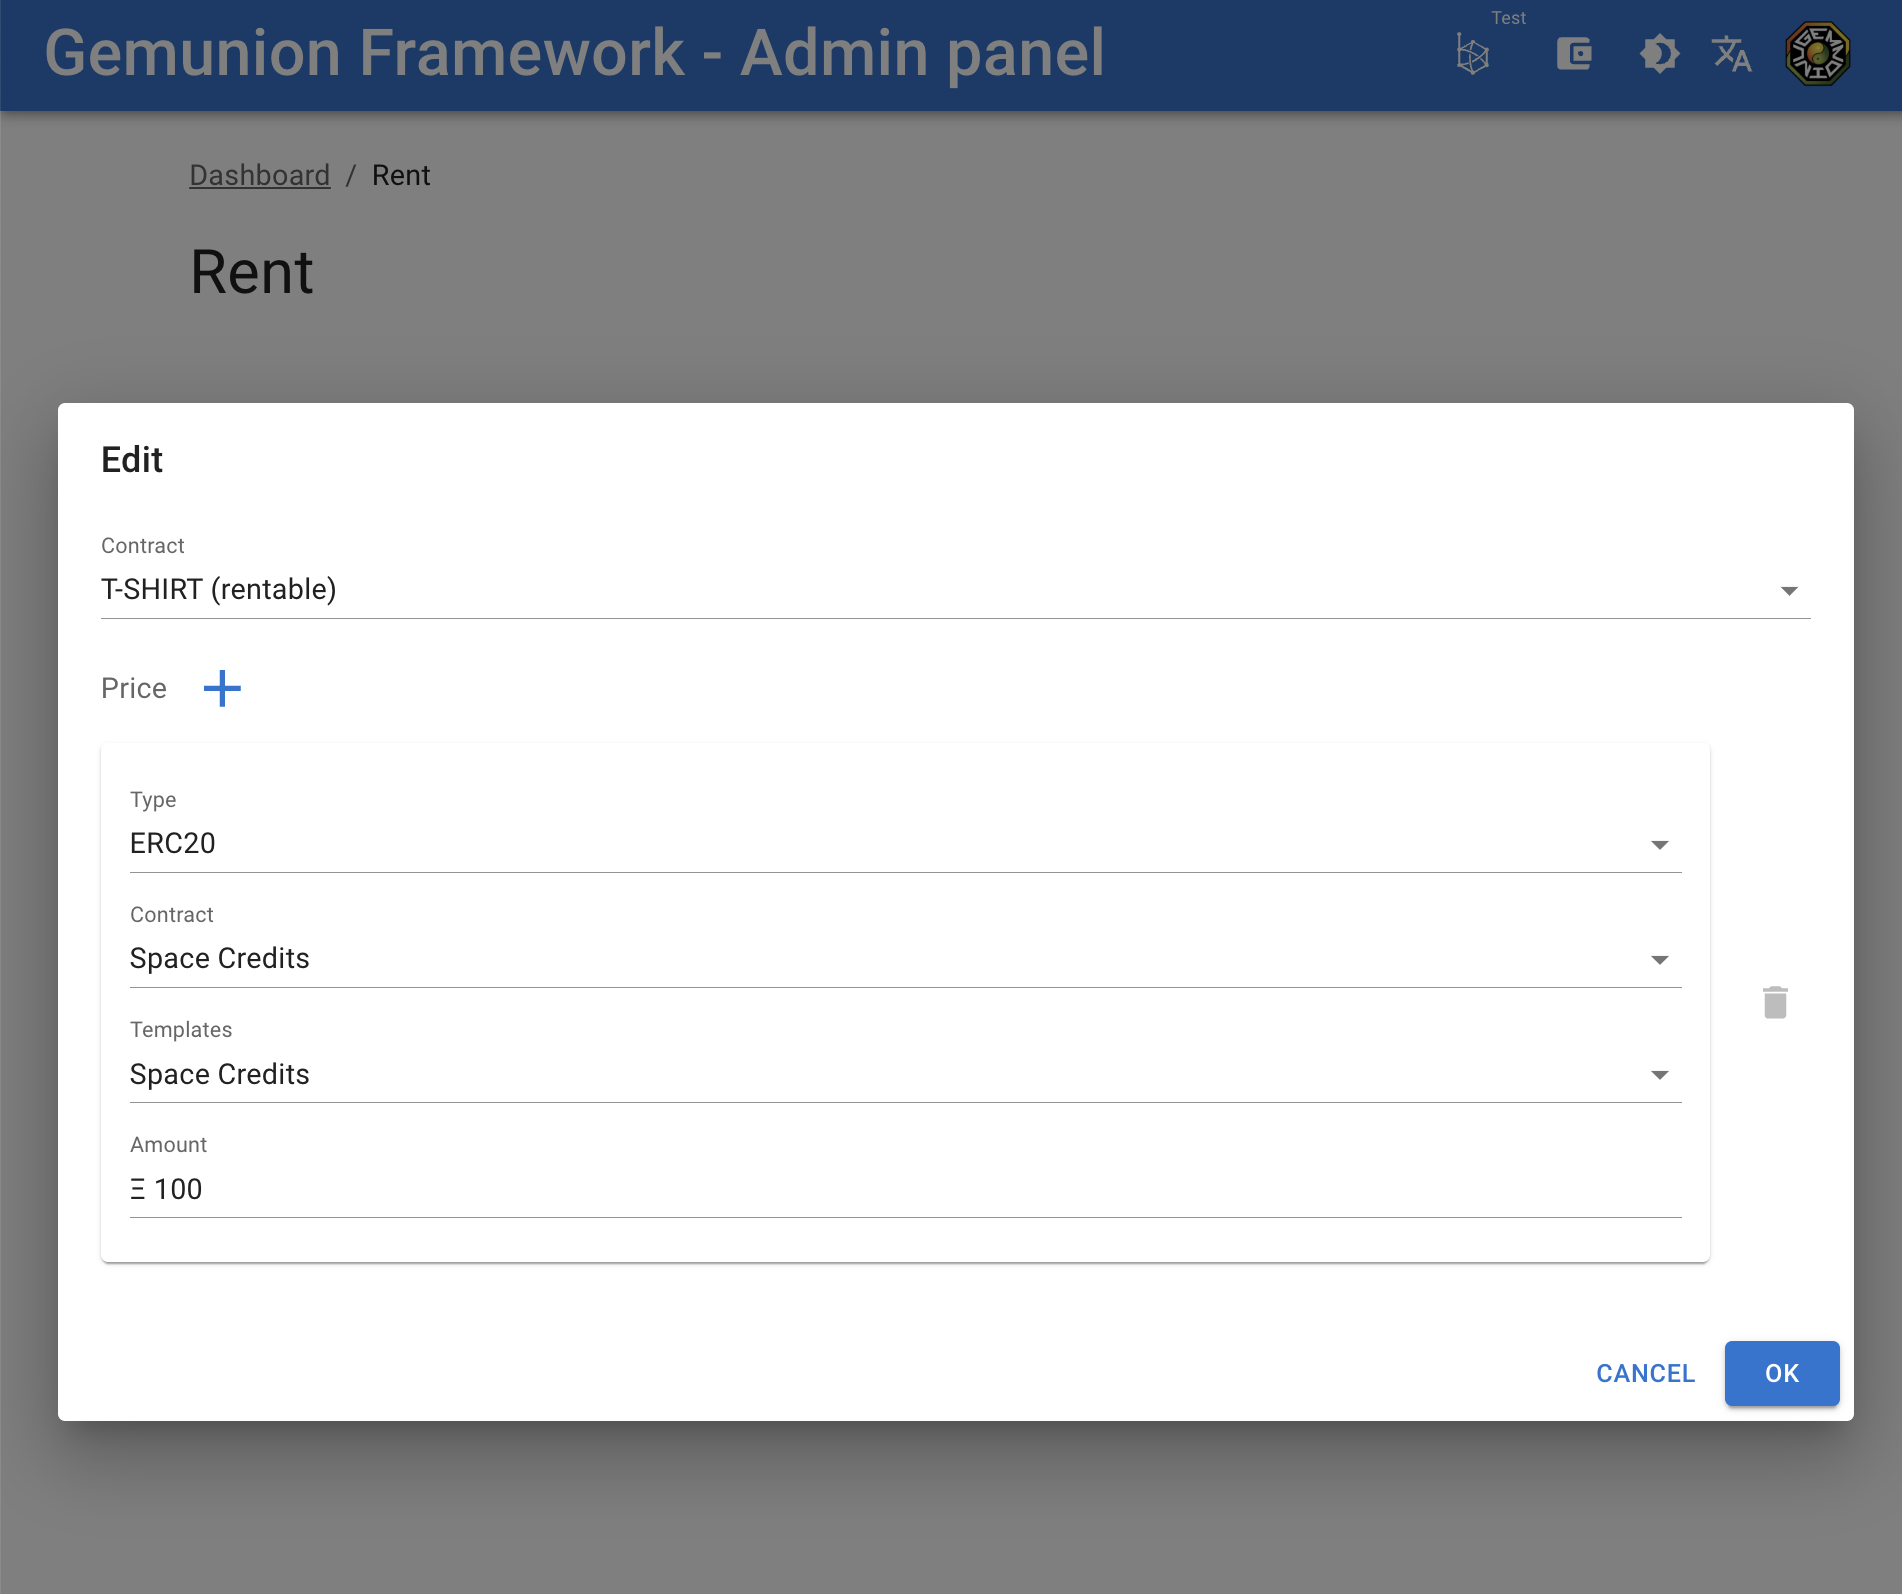 Gemunion Framework - Admin panel
Test
Dashboard / Rent
Rent
Edit
Contract
T-SHIRT (rentable)
Price
Type
ERC20
Contract
Space Credits
Templates
Space Credits
Amount
Ξ 100
CANCEL
OK